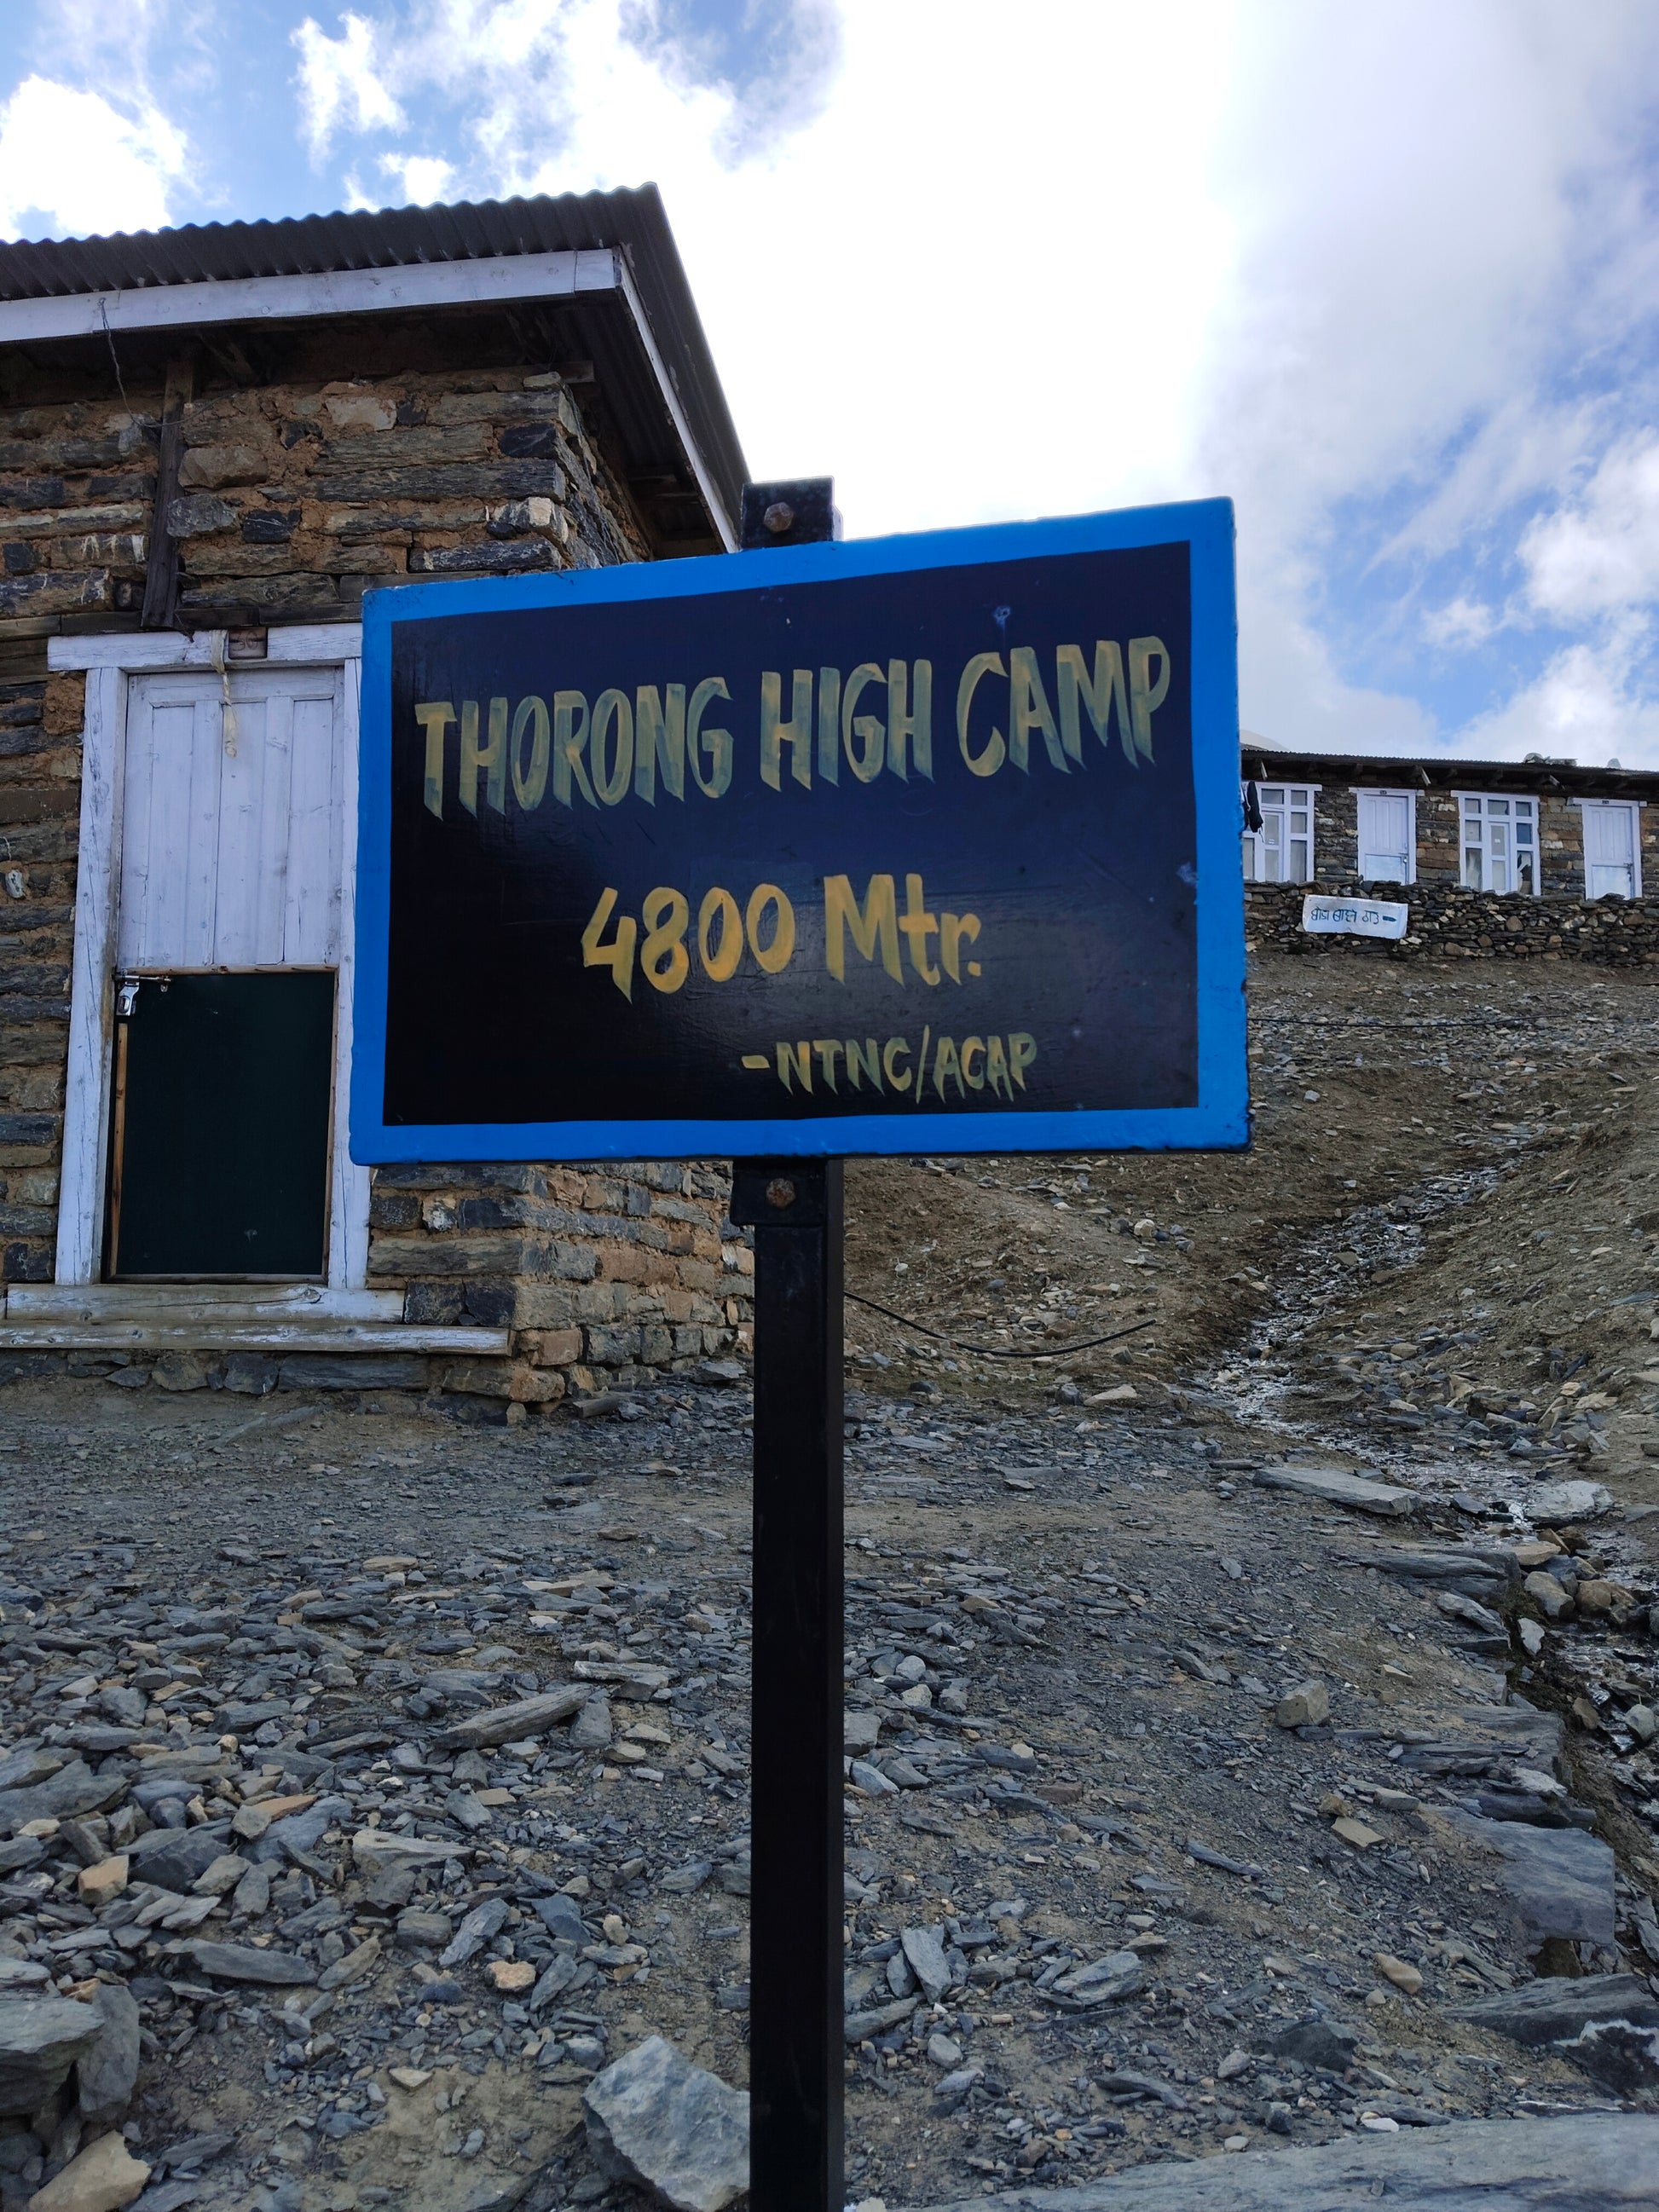 THORONG HIGH CAMP
4800 Mtr.
-NTNC/ACAP
घोडा बाध्ने ठाउँ